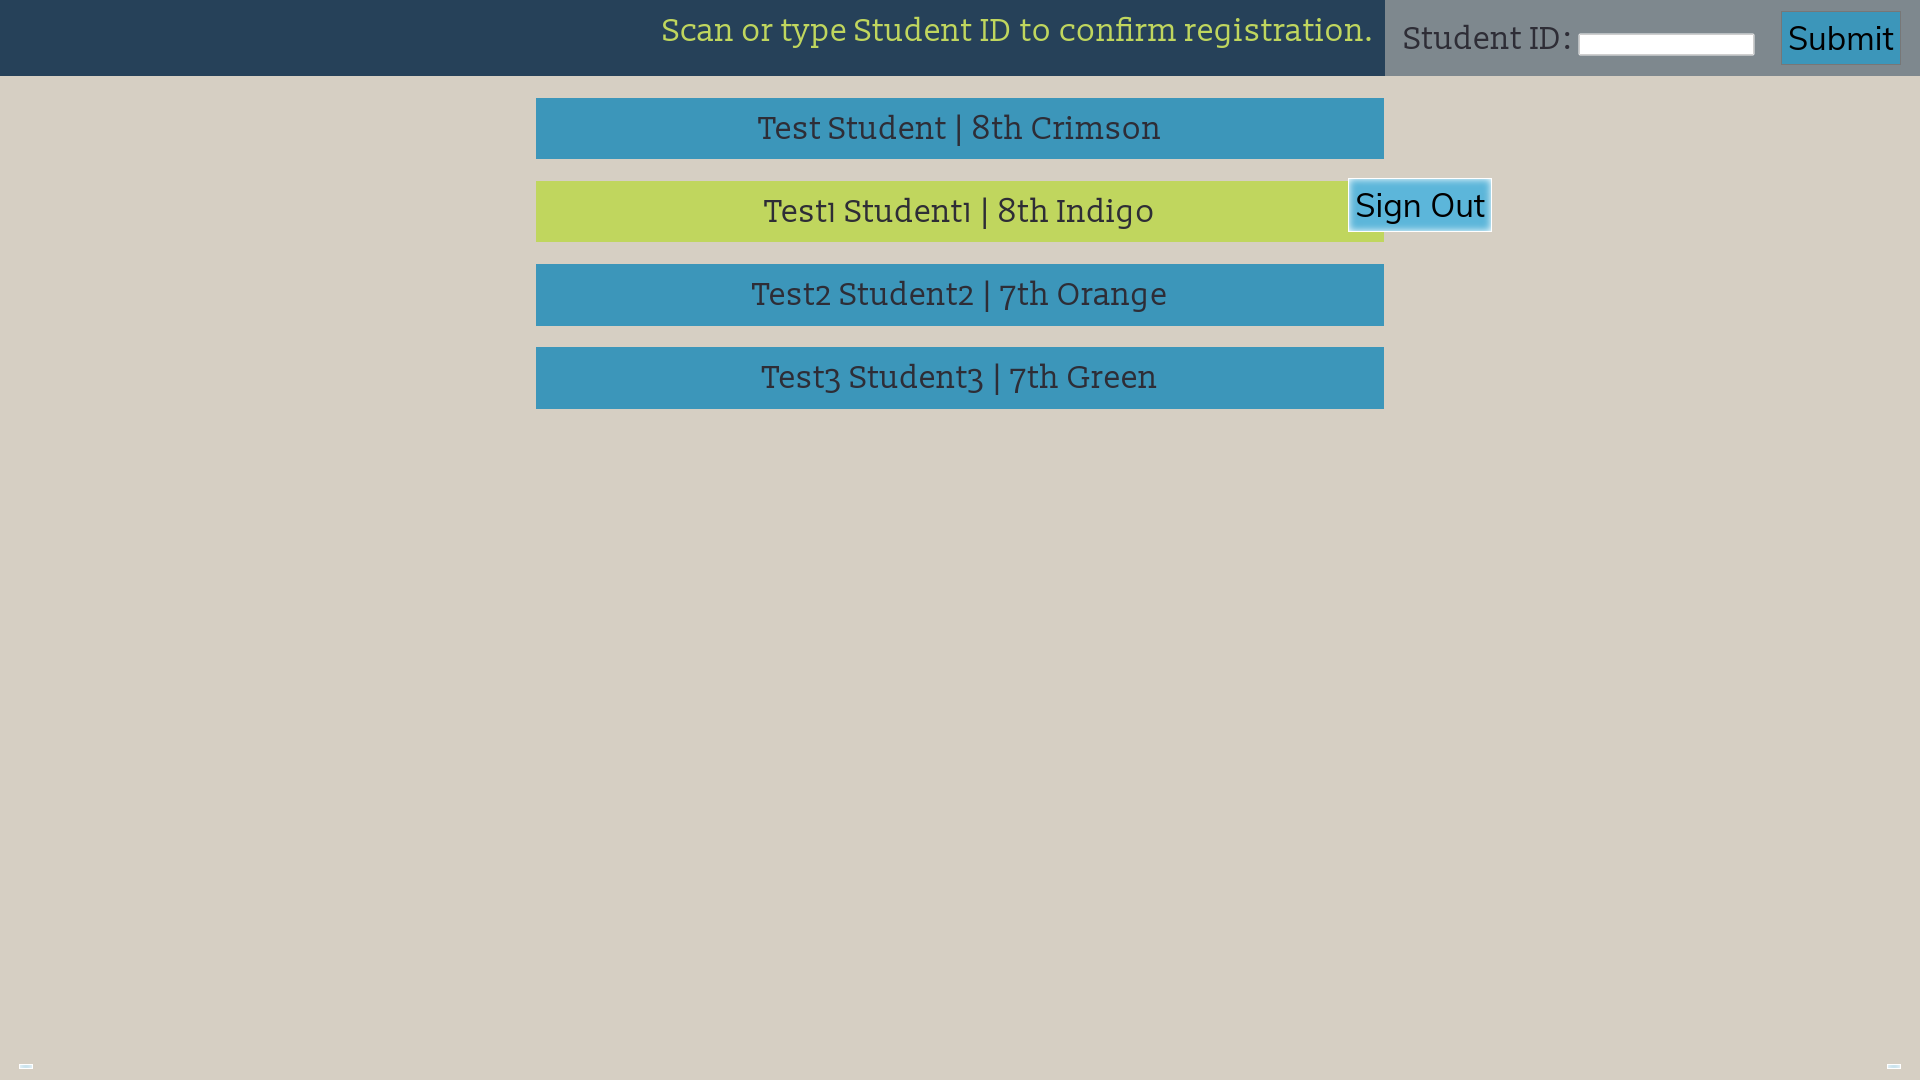 Scan or type Student ID to confirm registration.
Student ID:
Submit
Test Student | 8th Crimson
Test1 Student1 | 8th Indigo
Sign Out
Test2 Student2 | 7th Orange
Test3 Student3 | 7th Green